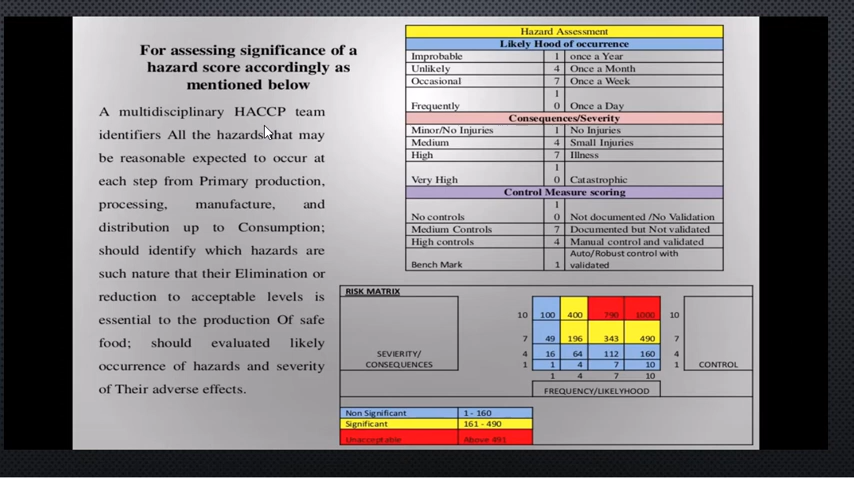 For assessing significance of a
hazard score accordingly as
mentioned below
A multidisciplinary HACCP team
identifiers All the hazards that may
be reasonable expected to occur at
each step from Primary production,
processing, manufacture, and
distribution up to Consumption;
should identify which hazards are
such nature that their Elimination or
reduction to acceptable levels is
essential to the production Of safe
food; should evaluated likely
occurrence of hazards and severity
of Their adverse effects.
Hazard Assessment
Likely Hood of occurrence
Improbable 1 once a Year
Unlikely 4 Once a Month
Occasional 7 Once a Week
1
Frequently 0 Once a Day
Consequences/Severity
Minor/No Injuries 1 No Injuries
Medium 4 Small Injuries
High 7 Illness
1
Very High 0 Catastrophic
Control Measure scoring
1
No controls 0 Not documented /No Validation
Medium Controls 7 Documented but Not validated
High controls 4 Manual control and validated
Auto/Robust control with
Bench Mark 1 validated
RISK MATRIX
10 100 400 790 1000 10
7 49 196 343 490 7
SEVIERITY/ 4 16 64 112 160 4
CONSEQUENCES 1 1 4 7 10 1 CONTROL
1 4 7 10
FREQUENCY/LIKELYHOOD
Non Significant 1 - 160
Significant 161 - 490
Unacceptable Above 491